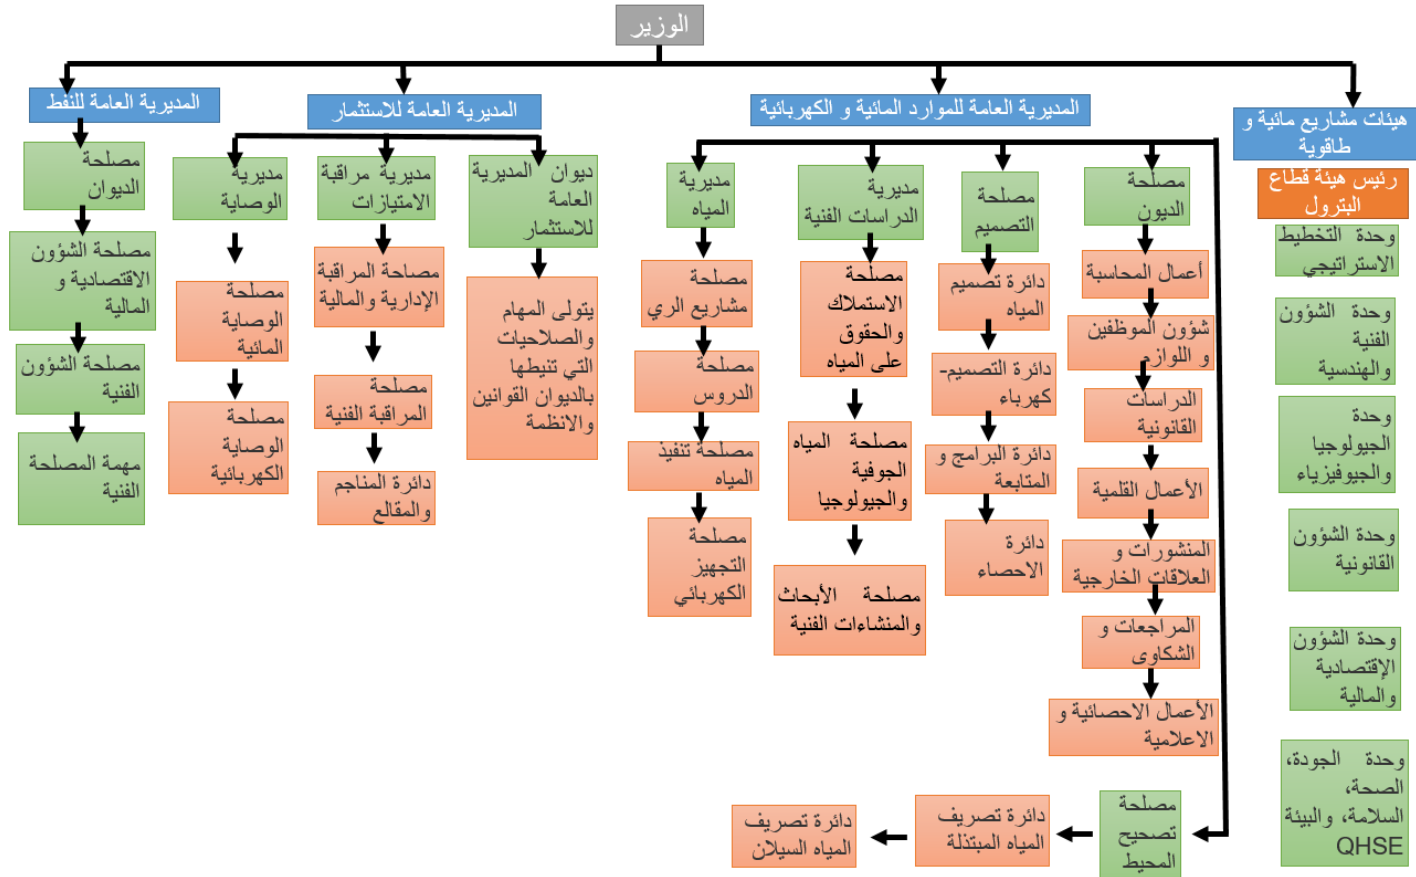 الوزير
هيئات مشاريع مائية و
طاقوية
رئيس هيئة قطاع
البترول
وحدة التخطيط
الاستراتيجي
وحدة الشؤون
الفنية
والهندسية
وحدة
الجيولوجيا
والجيوفيزياء
وحدة الشؤون
القانونية
وحدة الشؤون
الإقتصادية
والمالية
وحدة الجودة،
الصحة،
السلامة، والبيئة
QHSE
المديرية العامة للموارد المائية و الكهربائية
مصلحة
الديون
أعمال المحاسبة
شؤون الموظفين
و اللوازم
الدراسات
القانونية
الأعمال القلمية
المنشورات و
العلاقات الخارجية
المراجعات و
الشكاوى
الأعمال الاحصائية و
الاعلامية
مصلحة
التصميم
دائرة تصميم
المياه
دائرة التصميم-
كهرباء
دائرة البرامج و
المتابعة
دائرة
الاحصاء
مديرية
الدراسات الفنية
مصلحة
الاستملاك
والحقوق
على المياه
مصلحة المياه
الجوفية
والجيولوجيا
مصلحة الأبحاث
والمنشاءات الفنية
مديرية
المياه
مصلحة
مشاريع الري
مصلحة
الدروس
مصلحة تنفيذ
المياه
مصلحة
التجهيز
الكهربائي
مصلحة
تصحيح
المحيط
دائرة تصريف
المياه المبتذلة
دائرة تصريف
المياه السيلان
المديرية العامة للاستثمار
ديوان المديرية
العامة
للاستثمار
يتولى المهام
والصلاحيات
التي تنيطها
بالديوان القوانين
والانظمة
مديرية مراقبة
الامتيازات
مصاحة المراقبة
الإدارية والمالية
مصلحة
المراقبة الفنية
دائرة المناجم
والمقالع
مديرية
الوصاية
مصلحة
الوصاية
المائية
مصلحة
الوصاية
الكهربائية
المديرية العامة للنفط
مصلحة
الديوان
مصلحة الشؤون
الاقتصادية و
المالية
مصلحة الشؤون
الفنية
مهمة المصلحة
الفنية